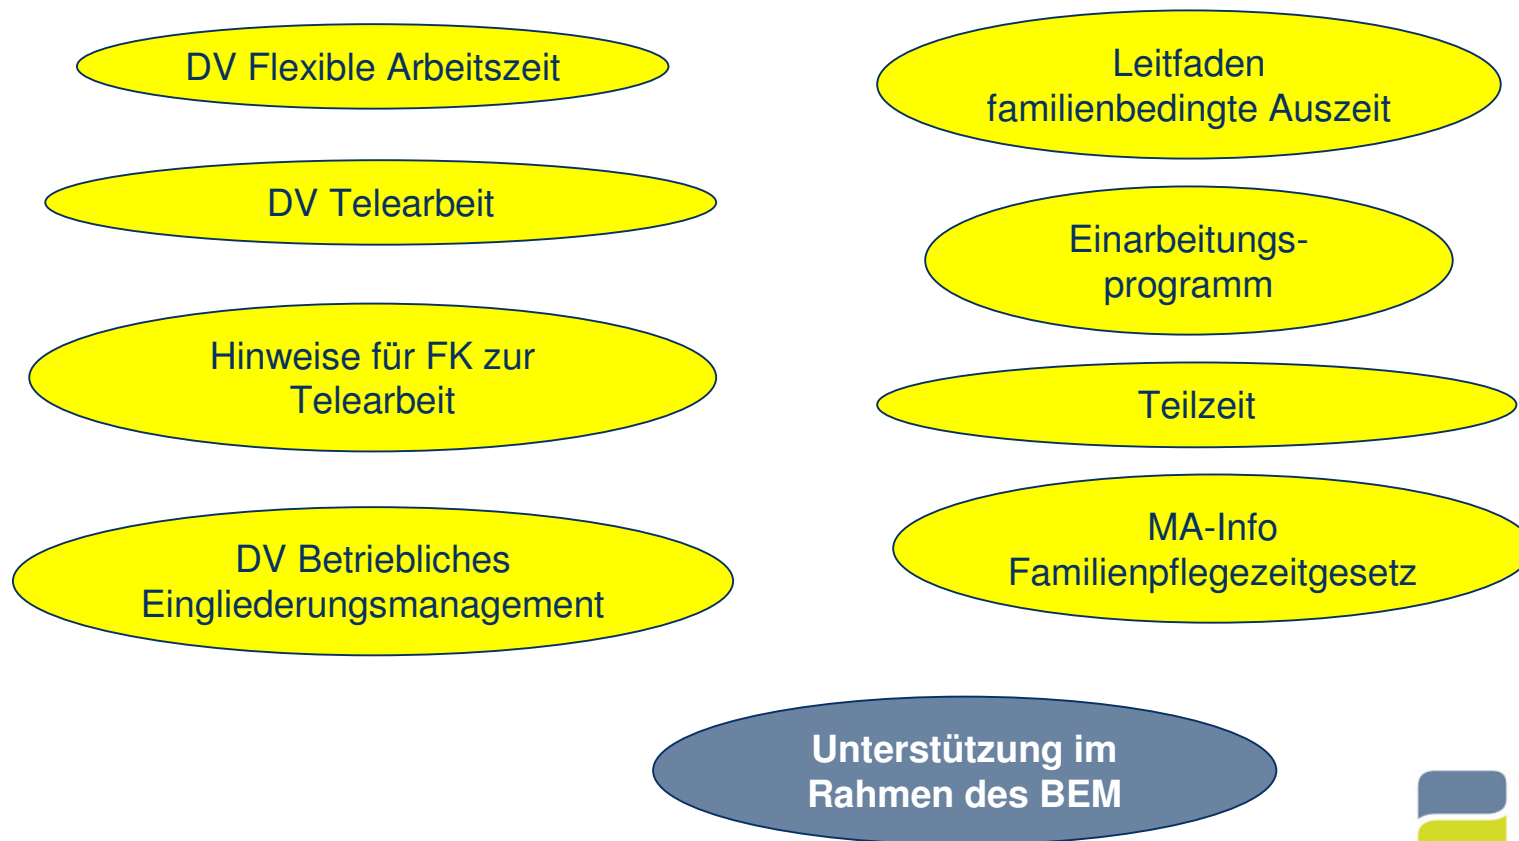 DV Flexible Arbeitszeit
DV Telearbeit
Hinweise für FK zur
Telearbeit
DV Betriebliches
Eingliederungsmanagement
Leitfaden
familienbedingte Auszeit
Einarbeitungs-
programm
Teilzeit
MA-Info
Familienpflegezeitgesetz
Unterstützung im
Rahmen des BEM